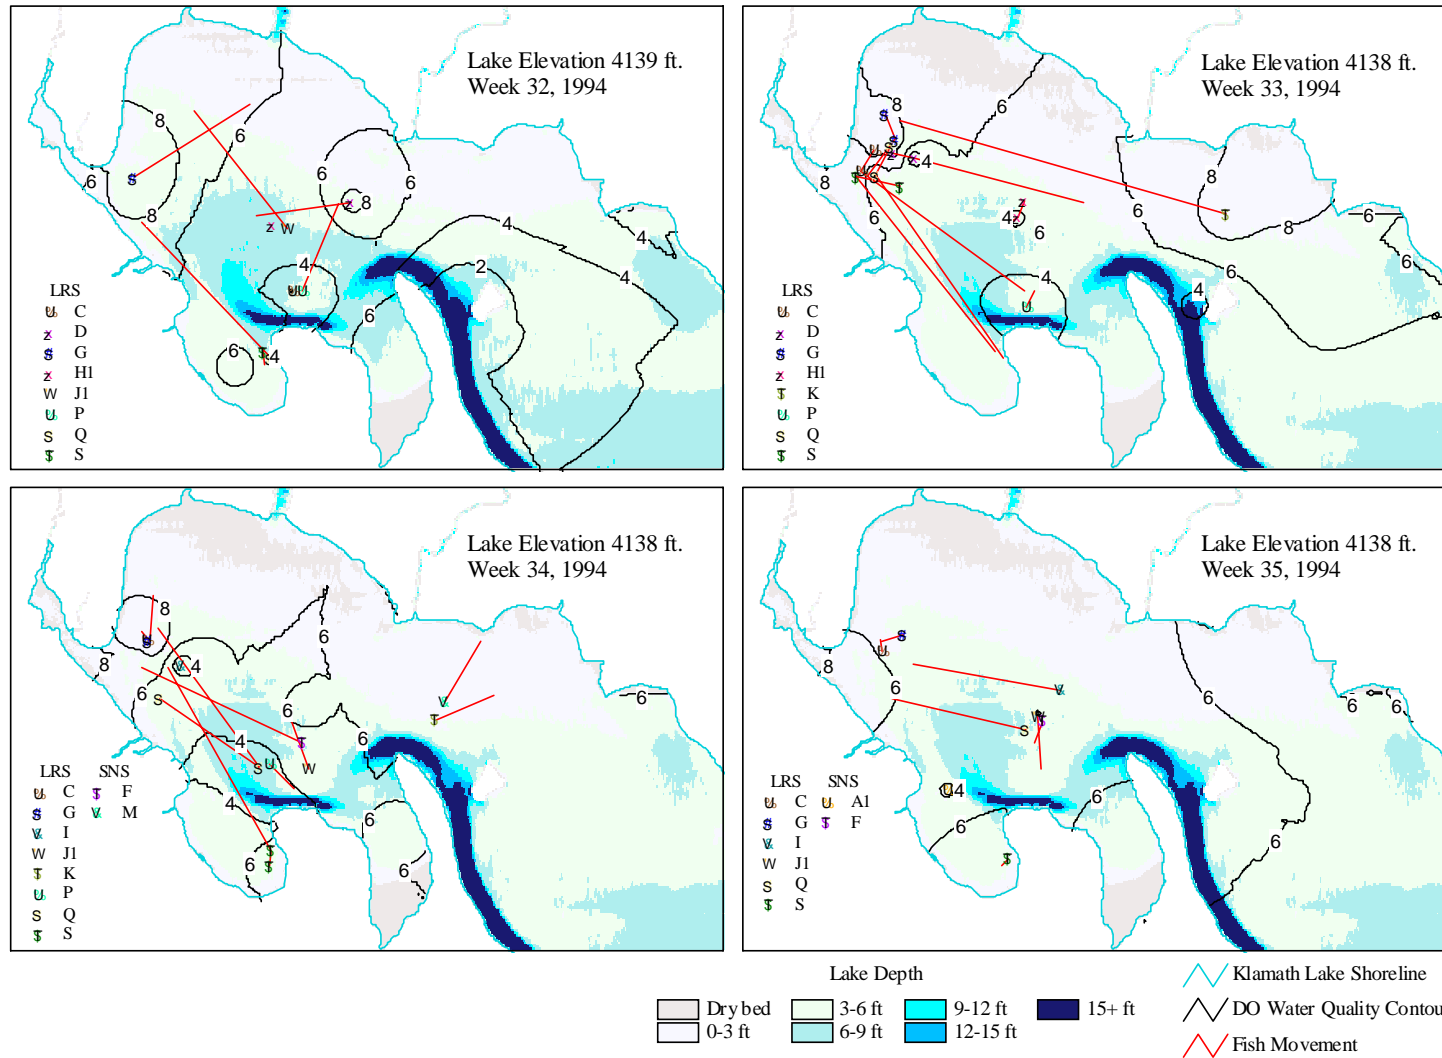 Lake Elevation 4139 ft.
Week 32, 1994
8
6
6
8
6
6
8
4
4
4
2
4
6
6
4
LRS
C
D
G
H1
J1
P
Q
S
Lake Elevation 4138 ft.
Week 33, 1994
8
6
4
8
6
4
6
6
8
8
6
6
4
4
6
LRS
C
D
G
H1
K
P
Q
S
Lake Elevation 4138 ft.
Week 34, 1994
8
6
8
4
6
6
4
6
6
4
6
6
6
LRS SNS
C F
G M
I
J1
K
P
Q
S
Lake Elevation 4138 ft.
Week 35, 1994
8
6
6
6
6
4
6
6
6
LRS SNS
C A1
G F
I
J1
Q
S
Lake Depth
Dry bed
0-3 ft
3-6 ft
6-9 ft
9-12 ft
12-15 ft
15+ ft
Klamath Lake Shoreline
DO Water Quality Contou
Fish Movement